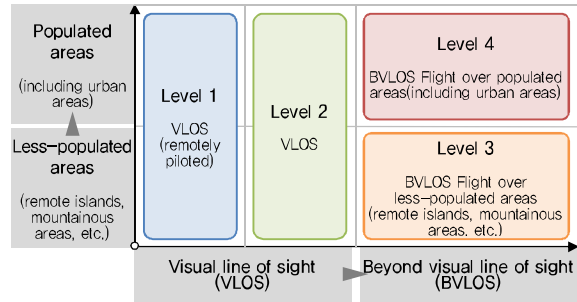 Populated
areas
(including urban
areas)
Less-populated
areas
(remote islands,
mountainous
areas, etc.)
Level 1
VLOS
(remotely
piloted)
Level 2
VLOS
Level 4
BVLOS Flight over populated
areas(including urban areas)
Level 3
BVLOS Flight over
less-populated areas
(remote islands, mountainous
areas, etc.)
Visual line of sight
(VLOS)
Beyond visual line of sight
(BVLOS)